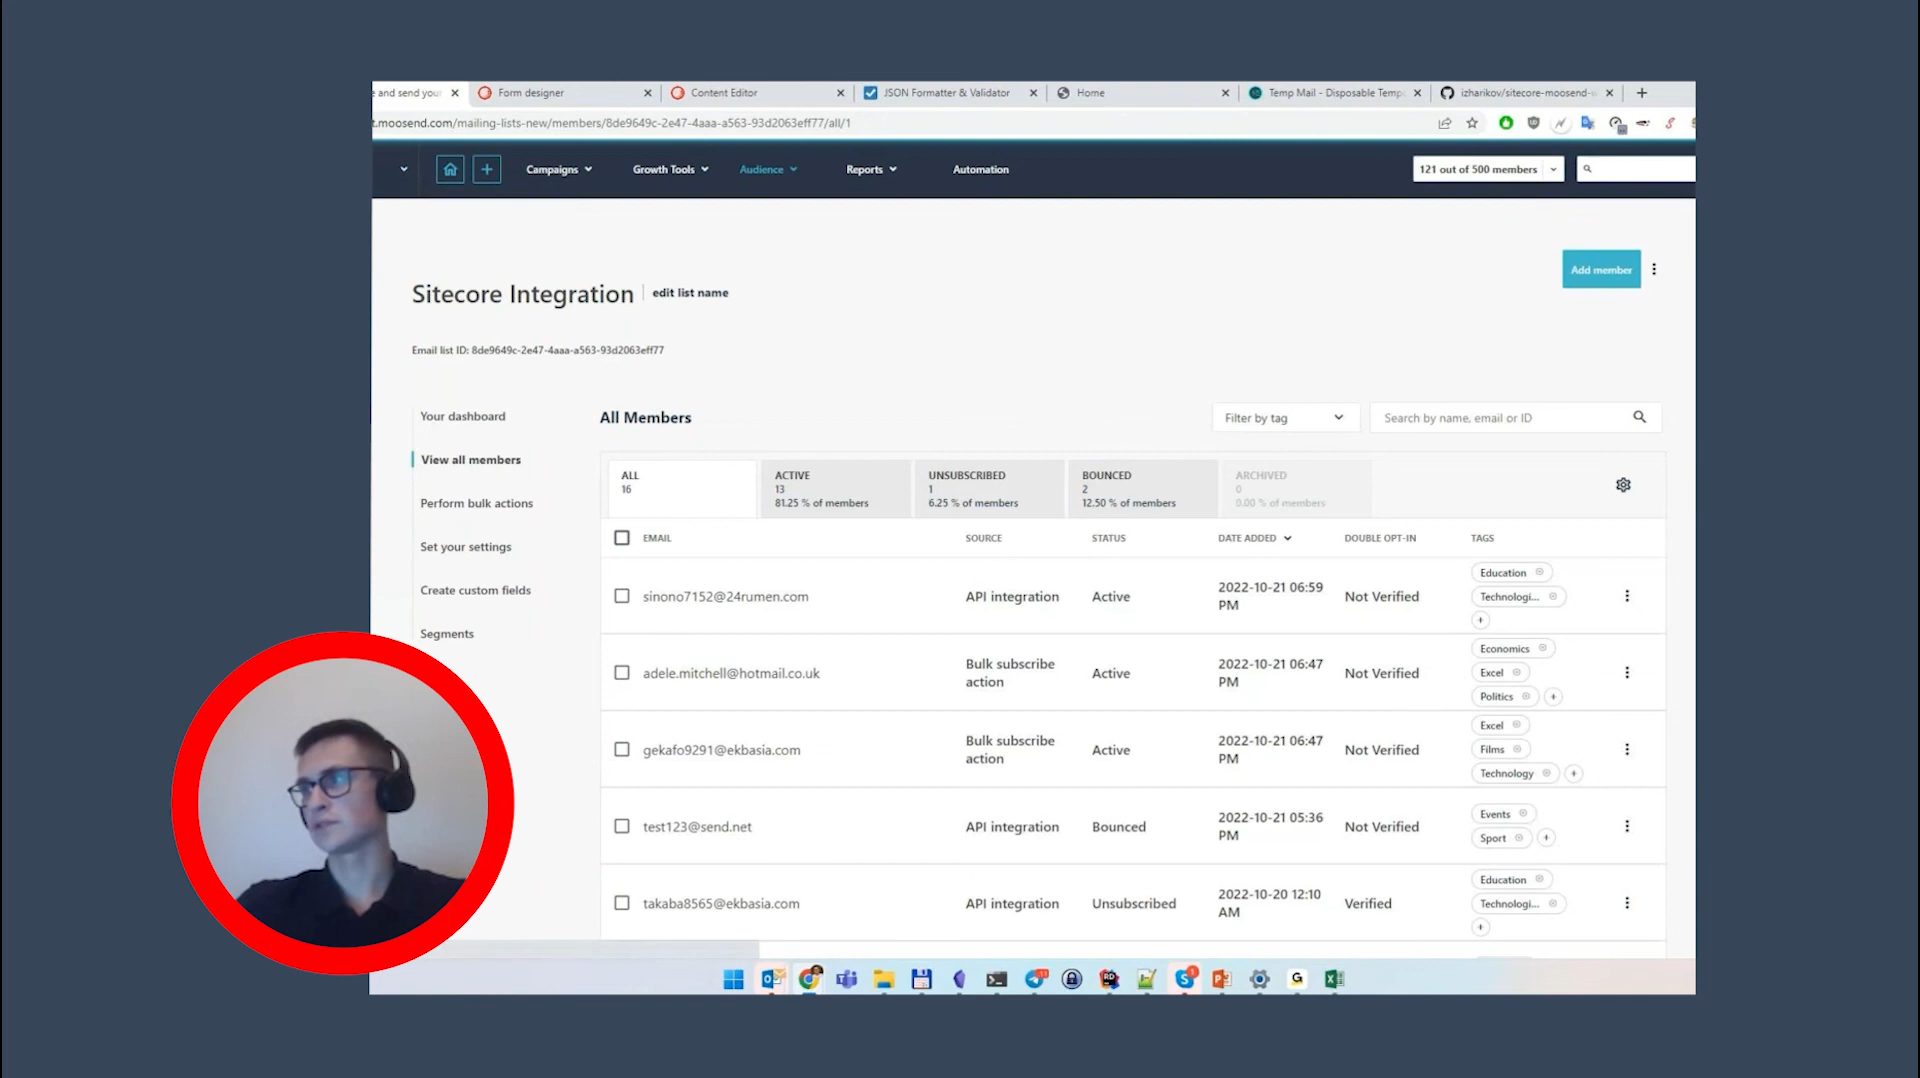 e and send your
Form designer
Content Editor
JSON Formatter & Validator
Home
Temp Mail - Disposable Temp
izharikov/sitecore-moosend-
t.moosend.com/mailing-lists-new/members/8de9649c-2e47-4aaa-a563-93d2063eff77/all/1
Campaigns
Growth Tools
Audience
Reports
Automation
121 out of 500 members
Add member
Sitecore Integration
edit list name
Email list ID: 8de9649c-2e47-4aaa-a563-93d2063eff77
Your dashboard
View all members
Perform bulk actions
Set your settings
Create custom fields
Segments
All Members
Filter by tag
Search by name, email or ID
ALL
16
ACTIVE
13
81.25 % of members
UNSUBSCRIBED
1
6.25 % of members
BOUNCED
2
12.50 % of members
ARCHIVED
0
0.00 % of members
EMAIL SOURCE STATUS DATE ADDED DOUBLE OPT-IN TAGS
sinono7152@24rumen.com
API integration
Active
2022-10-21 06:59
PM
Not Verified
Education
Technologi...
adele.mitchell@hotmail.co.uk
Bulk subscribe
action
Active
2022-10-21 06:47
PM
Not Verified
Economics
Excel
Politics
gekafo9291@ekbasia.com
Bulk subscribe
action
Active
2022-10-21 06:47
PM
Not Verified
Excel
Films
Technology
test123@send.net
API integration
Bounced
2022-10-21 05:36
PM
Not Verified
Events
Sport
takaba8565@ekbasia.com
API integration
Unsubscribed
2022-10-20 12:10
AM
Verified
Education
Technologi...